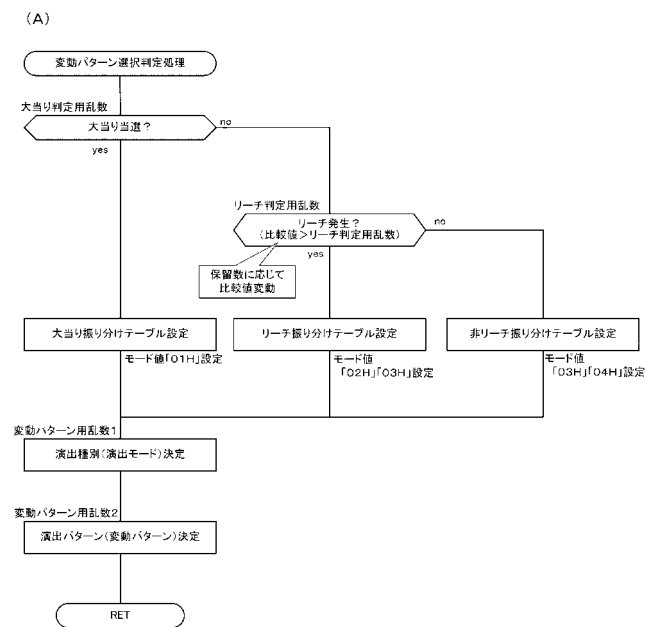 (A)
変動パターン選択判定処理
大当り判定用乱数
大当り当選?
no
yes
リーチ判定用乱数
リーチ発生?
(比較値>リーチ判定用乱数)
no
yes
保留数に応じて
比較値変動
大当り振り分けテーブル設定
リーチ振り分けテーブル設定
非リーチ振り分けテーブル設定
モード値「01H」設定
モード値
「02H」「03H」設定
モード値
「03H」「04H」設定
変動パターン用乱数1
演出種別(演出モード)決定
変動パターン用乱数2
演出パターン(変動パターン)決定
RET